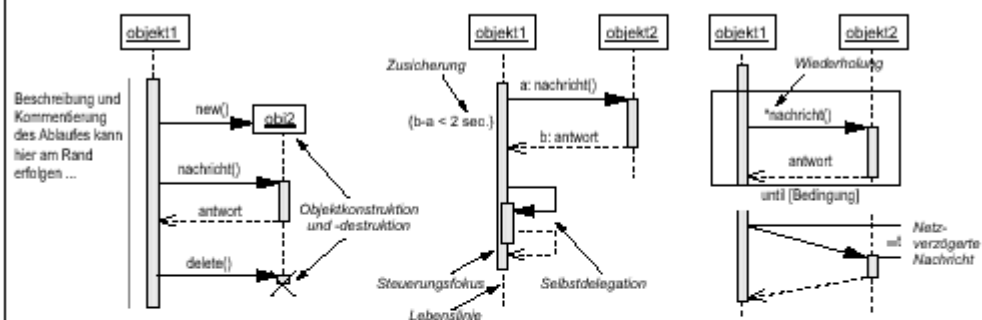 objekt1
Beschreibung und
Kommentierung
des Ablaufes kann
hier am Rand
erfolgen ...
new()
obj2
nachricht()
antwort
Objektkonstruktion
und -destruktion
delete()
objekt1
objekt2
Zusicherung
a: nachricht()
{b-a < 2 sec.}
b: antwort
Steuerungsfokus
Selbstdelegation
Lebenslinie
objekt1
objekt2
Wiederholung
*nachricht()
antwort
until [Bedingung]
Netz-
verzögerte
Nachricht